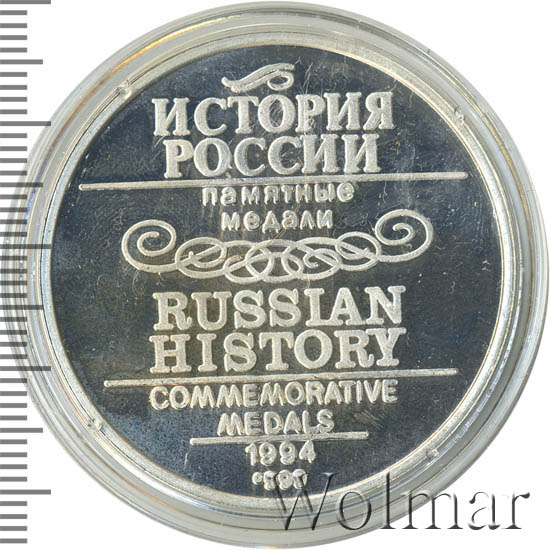 ИСТОРИЯ
РОССИИ
памятные
медали
RUSSIAN
HISTORY
COMMEMORATIVE
MEDALS
1994
Wolmar